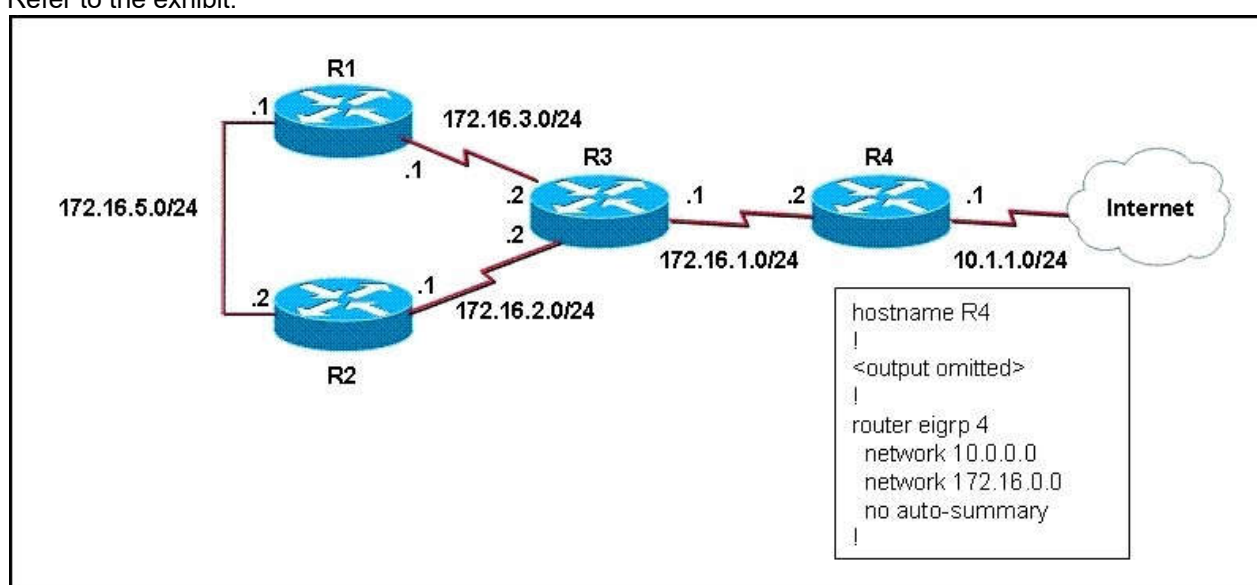 Refer to the exhibit.
R1
.1
172.16.3.0/24
.1
R3
R4
.2
.1
.2
.1
Internet
172.16.5.0/24
.2
172.16.1.0/24
10.1.1.0/24
.2
.1
172.16.2.0/24
R2
hostname R4
!
<output omitted>
!
router eigrp 4
network 10.0.0.0
network 172.16.0.0
no auto-summary
!